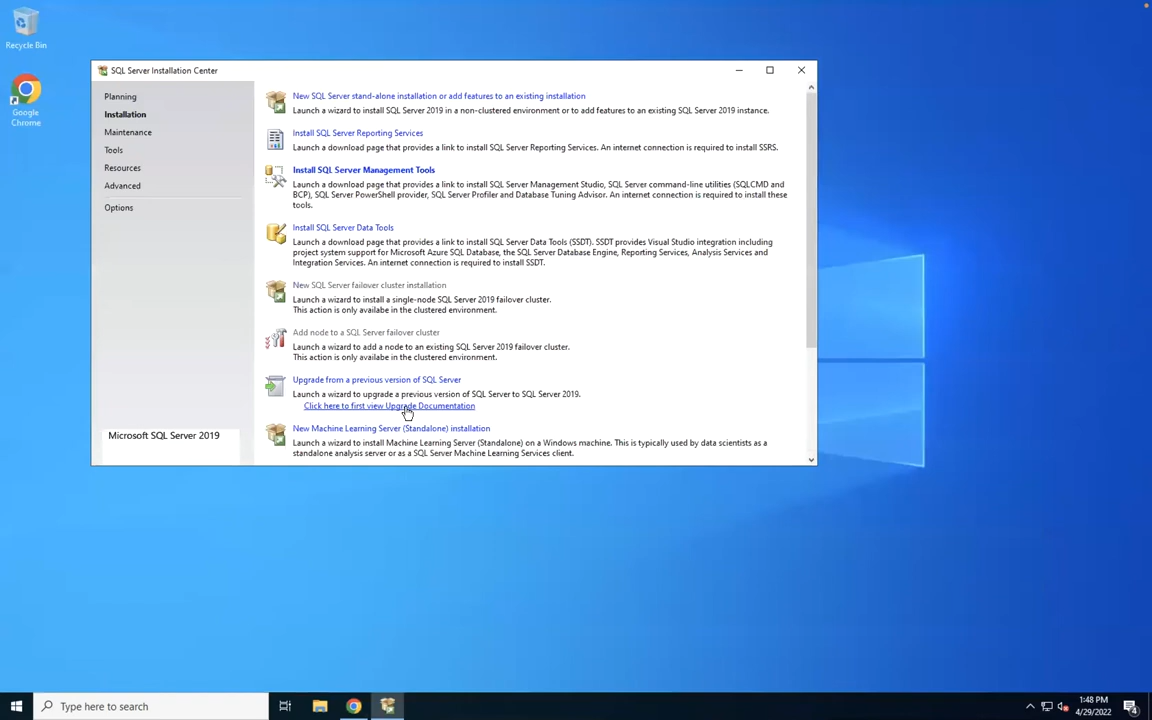 Recycle Bin
Google
Chrome
SQL Server Installation Center
Planning
Installation
Maintenance
Tools
Resources
Advanced
Options
Microsoft SQL Server 2019
New SQL Server stand-alone installation or add features to an existing installation
Launch a wizard to install SQL Server 2019 in a non-clustered environment or to add features to an existing SQL Server 2019 instance.
Install SQL Server Reporting Services
Launch a download page that provides a link to install SQL Server Reporting Services. An internet connection is required to install SSRS.
Install SQL Server Management Tools
Launch a download page that provides a link to install SQL Server Management Studio, SQL Server command-line utilities (SQLCMD and
BCP), SQL Server PowerShell provider, SQL Server Profiler and Database Tuning Advisor. An internet connection is required to install these
tools.
Install SQL Server Data Tools
Launch a download page that provides a link to install SQL Server Data Tools (SSDT). SSDT provides Visual Studio integration including
project system support for Microsoft Azure SQL Database, the SQL Server Database Engine, Reporting Services, Analysis Services and
Integration Services. An internet connection is required to install SSDT.
New SQL Server failover cluster installation
Launch a wizard to install a single-node SQL Server 2019 failover cluster.
This action is only availabe in the clustered environment.
Add node to a SQL Server failover cluster
Launch a wizard to add a node to an existing SQL Server 2019 failover cluster.
This action is only availabe in the clustered environment.
Upgrade from a previous version of SQL Server
Launch a wizard to upgrade a previous version of SQL Server to SQL Server 2019.
Click here to first view Upgrade Documentation
New Machine Learning Server (Standalone) installation
Launch a wizard to install Machine Learning Server (Standalone) on a Windows machine. This is typically used by data scientists as a
standalone analysis server or as a SQL Server Machine Learning Services client.
Type here to search
1:48 PM
4/29/2022
4